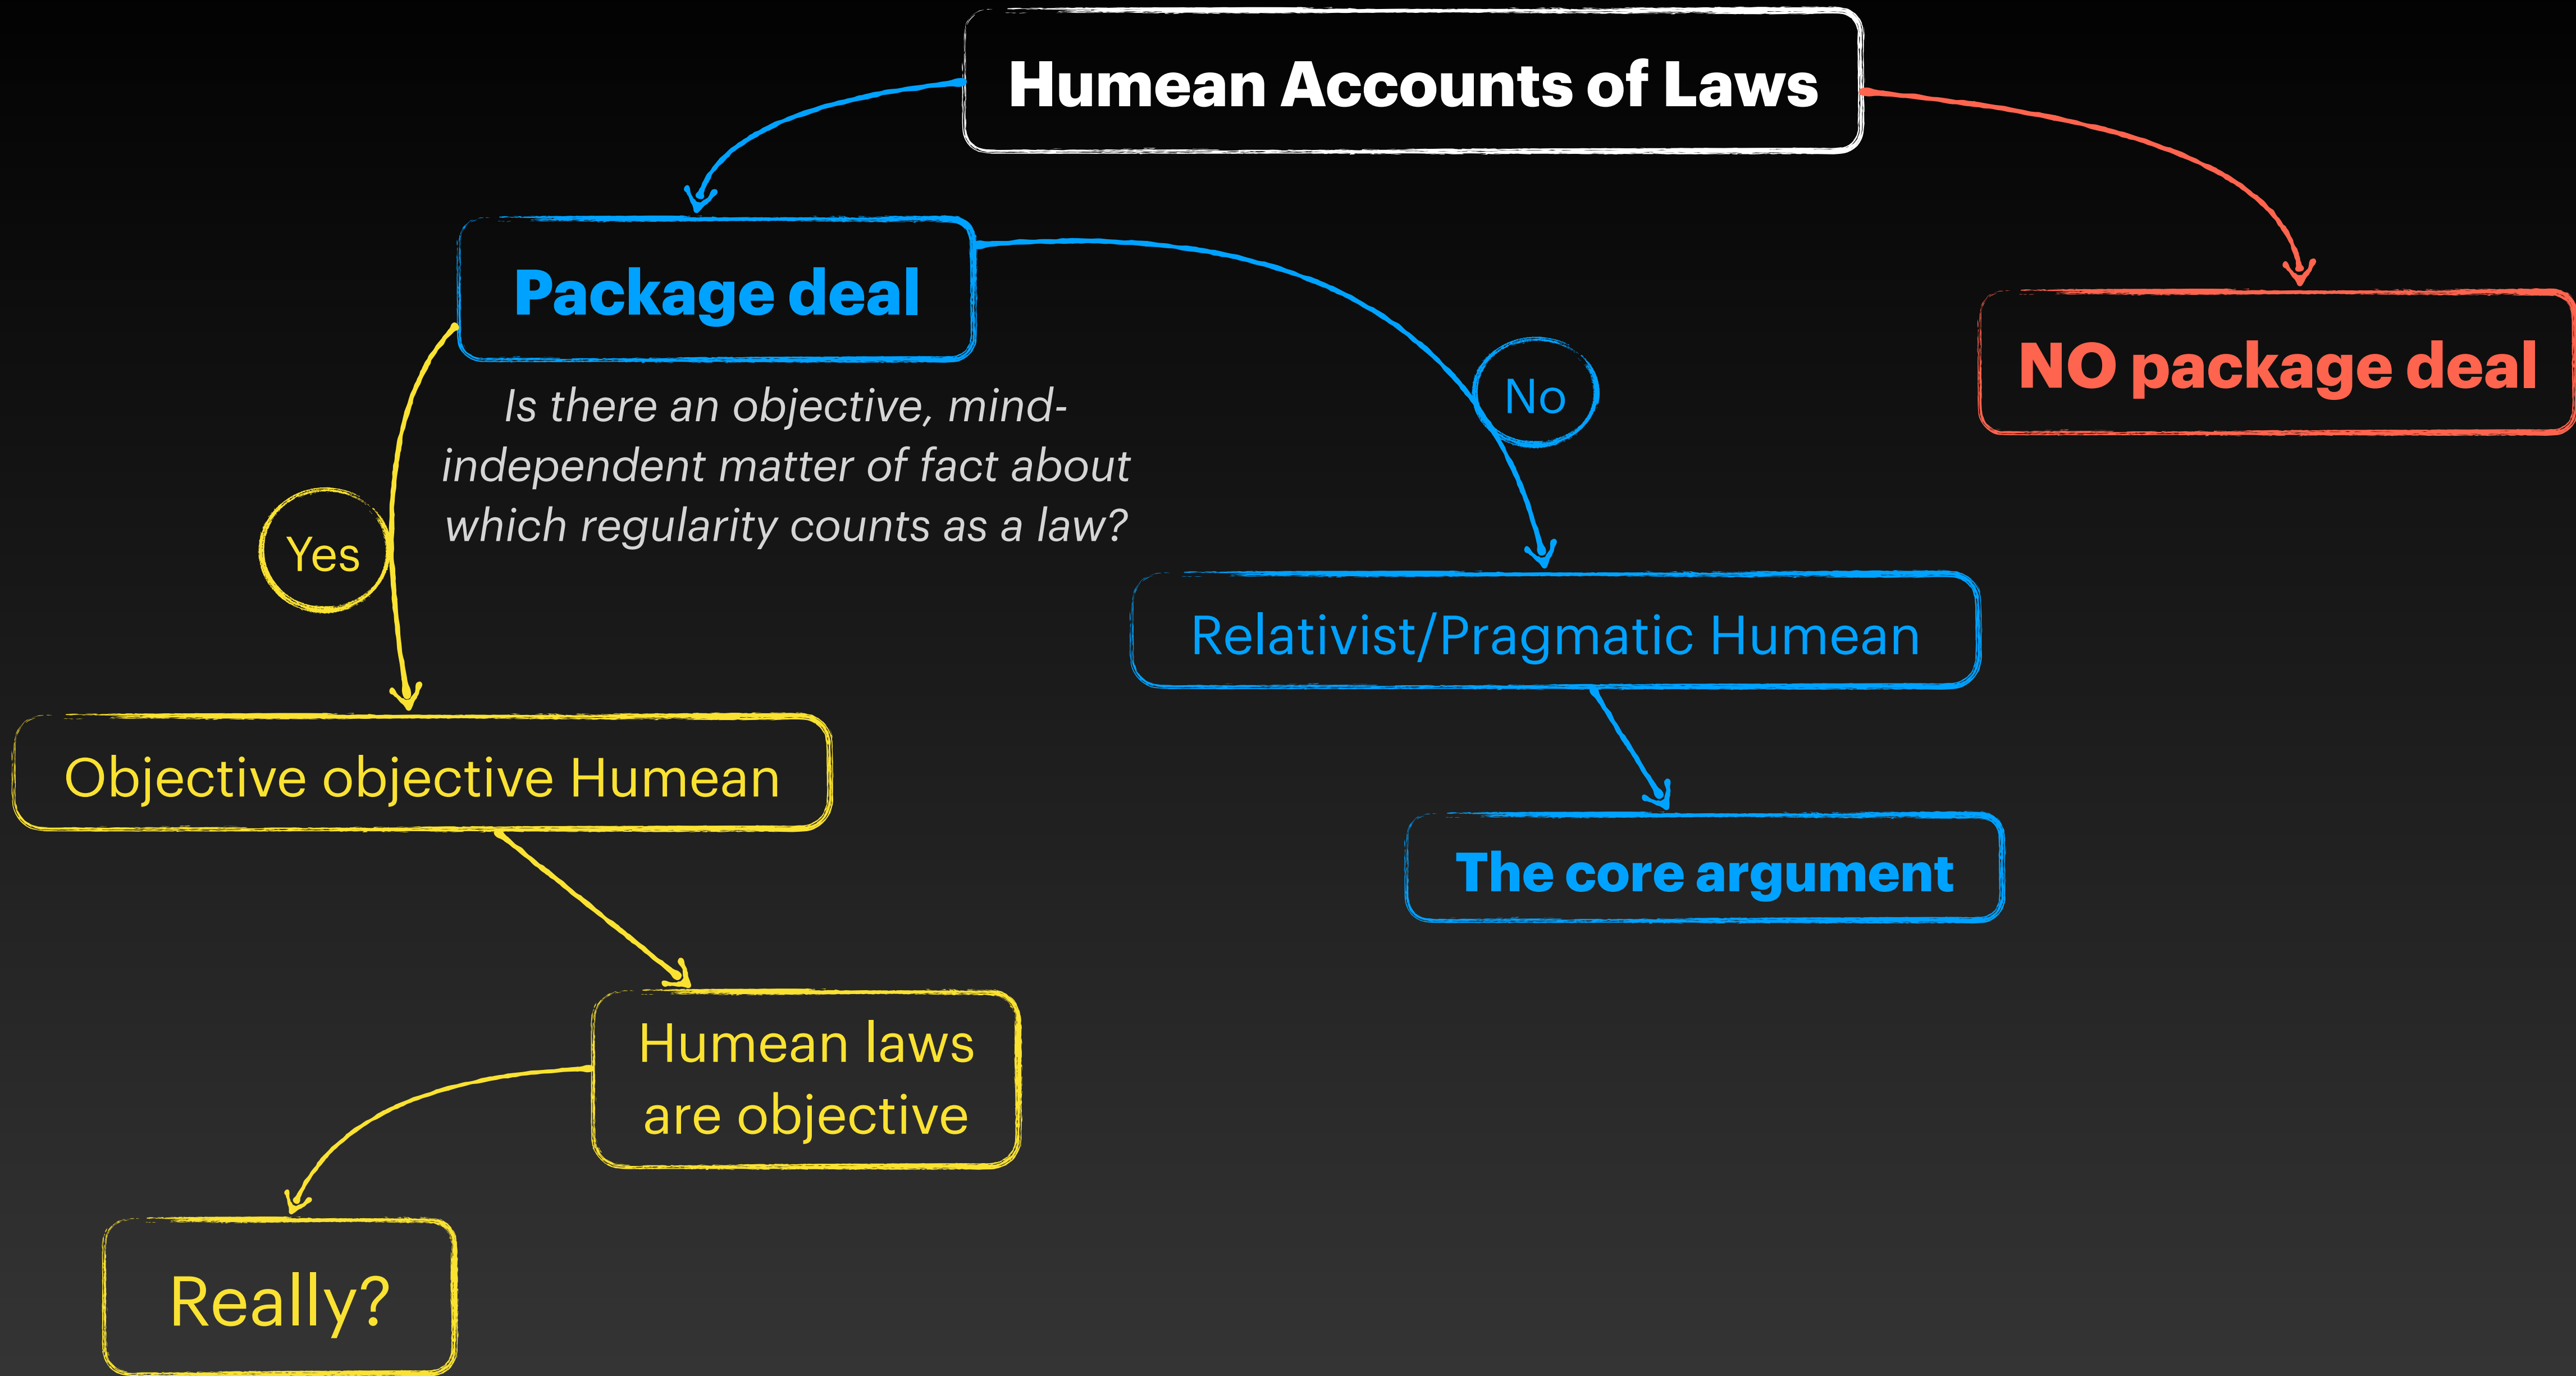 Humean Accounts of Laws
Package deal
NO package deal
Is there an objective, mind-
independent matter of fact about
which regularity counts as a law?
No
Yes
Relativist/Pragmatic Humean
Objective objective Humean
The core argument
Humean laws
are objective
Really?